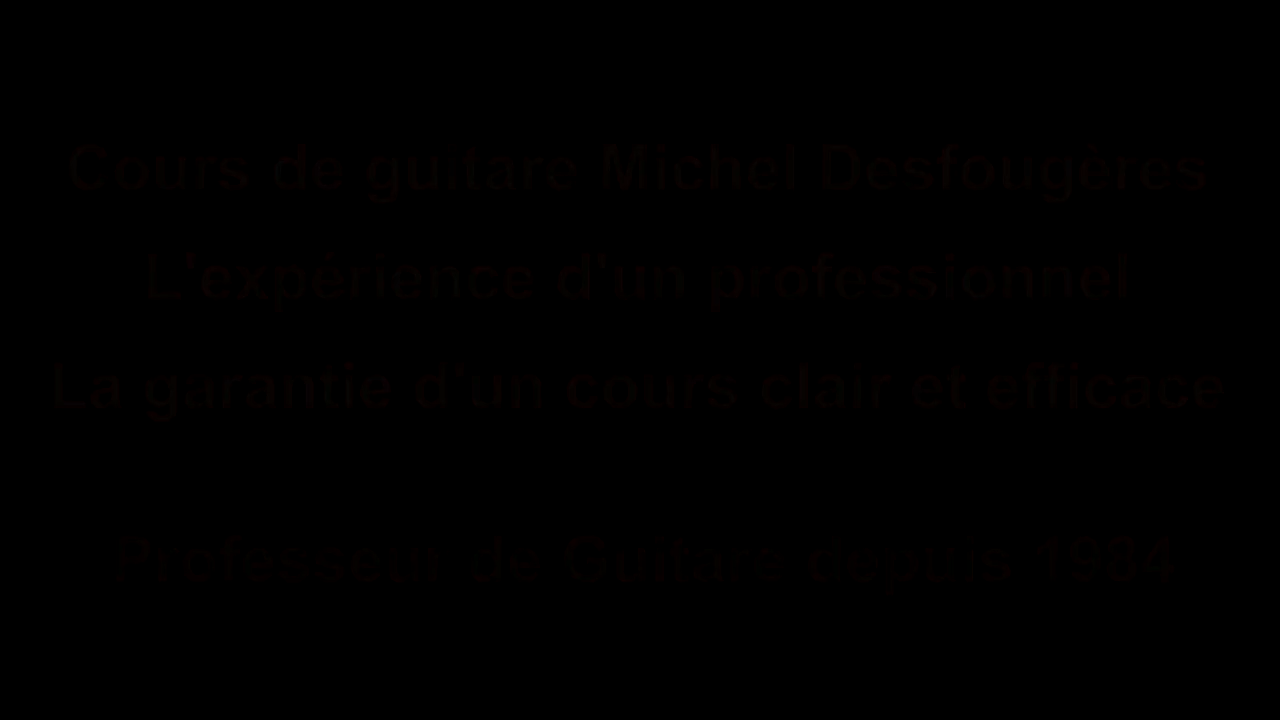 Cours de guitare Michel Desfougères
L'expérience d'un professionnel
La garantie d'un cours clair et efficace
Professeur de Guitare depuis 1984